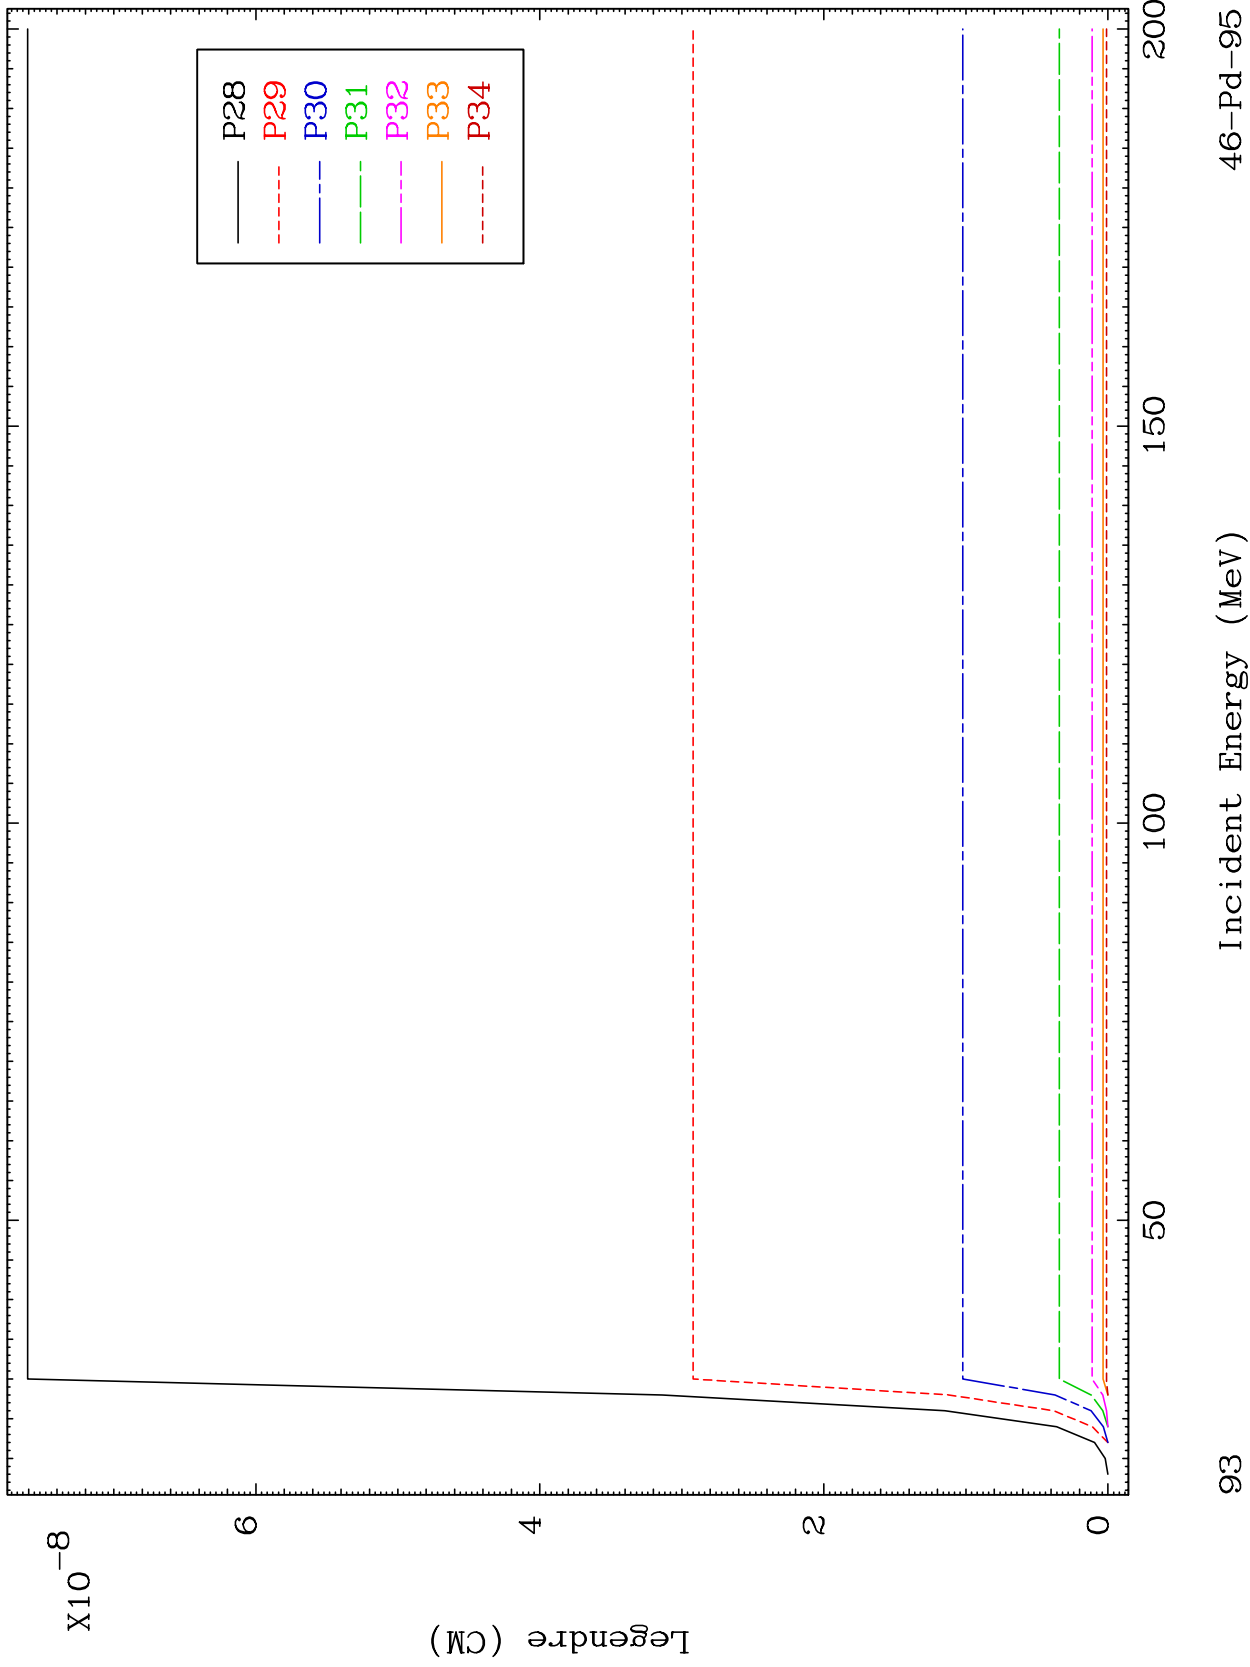 X10-8
6
4
2
0
Legendre (CM)
P28
P29
P30
P31
P32
P33
P34
50
100
150
200
Incident Energy (MeV)
93
46-Pd-95